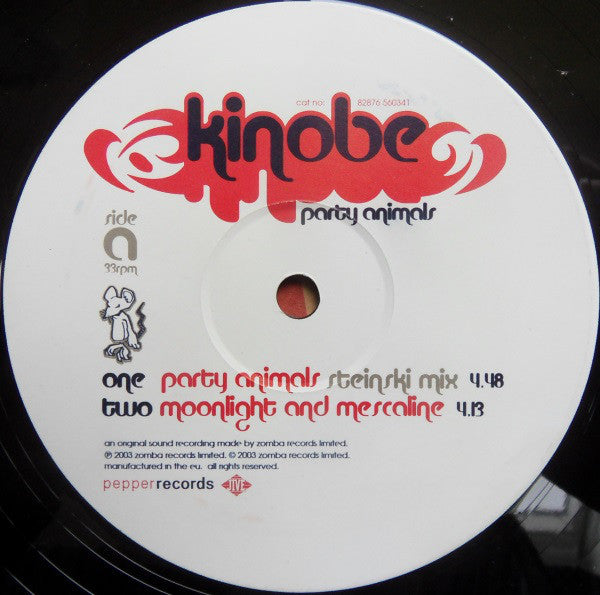 cat no: 82876 560341
kinobe
party animals
side
a
33rpm
one party animals steinski mix 4.48
two moonlight and mescaline 4.13
an original sound recording made by zomba records limited.
℗ 2003 zomba records limited. © 2003 zomba records limited.
manufactured in the eu. all rights reserved.
pepper records JIVE